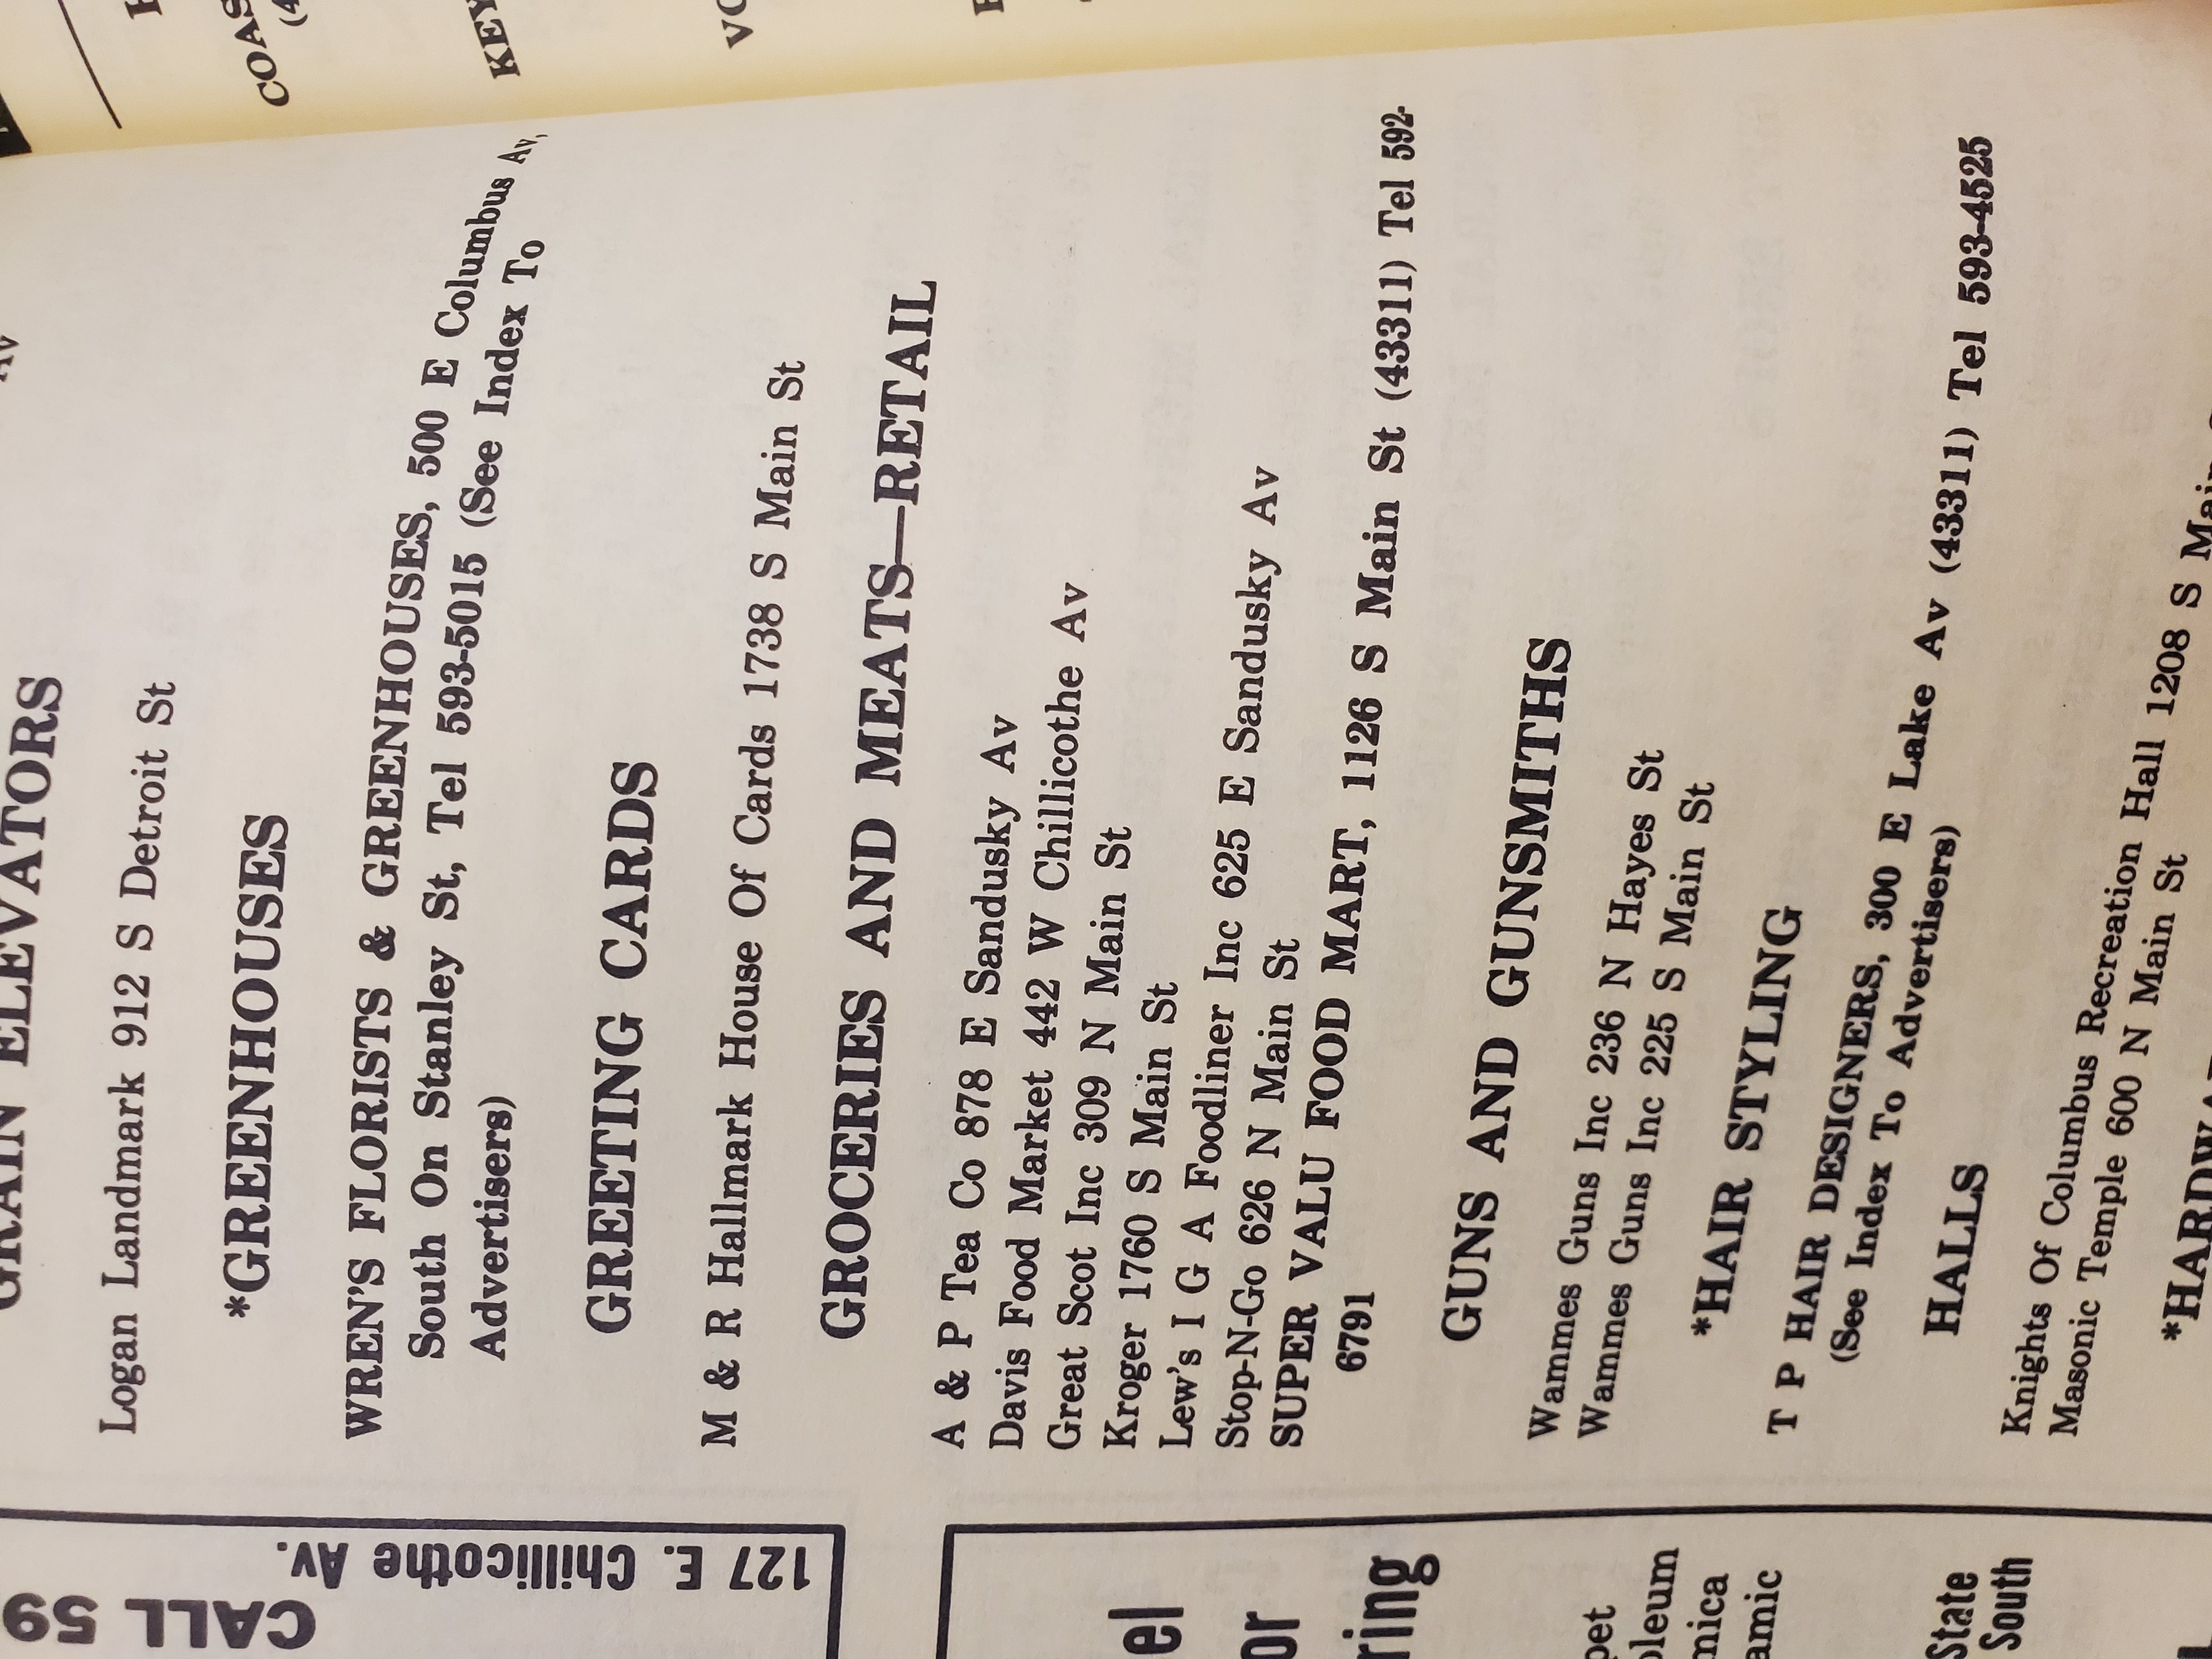 GRAIN ELEVATORS
Logan Landmark 912 S Detroit St
*GREENHOUSES
WREN'S FLORISTS & GREENHOUSES, 500 E Columbus Av,
South On Stanley St, Tel 593-5015 (See Index To
Advertisers)
GREETING CARDS
M & R Hallmark House Of Cards 1738 S Main St
GROCERIES AND MEATS—RETAIL
A & P Tea Co 878 E Sandusky Av
Davis Food Market 442 W Chillicothe Av
Great Scot Inc 309 N Main St
Kroger 1760 S Main St
Lew's I G A Foodliner Inc 625 E Sandusky Av
Stop-N-Go 626 N Main St
SUPER VALU FOOD MART, 1126 S Main St (43311) Tel 592-
6791
GUNS AND GUNSMITHS
Wammes Guns Inc 236 N Hayes St
Wammes Guns Inc 225 S Main St
*HAIR STYLING
T P HAIR DESIGNERS, 300 E Lake Av (43311) Tel 593-4525
(See Index To Advertisers)
HALLS
Knights Of Columbus Recreation Hall 1208 S Main
Masonic Temple 600 N Main St
CALL 59
127 E. Chillicothe Av.
State
South